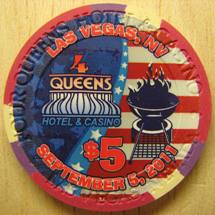 FOUR QUEENS HOTEL & CASINO
LAS VEGAS, NV
4
QUEENS
HOTEL & CASINO
$5
SEPTEMBER 5, 2011